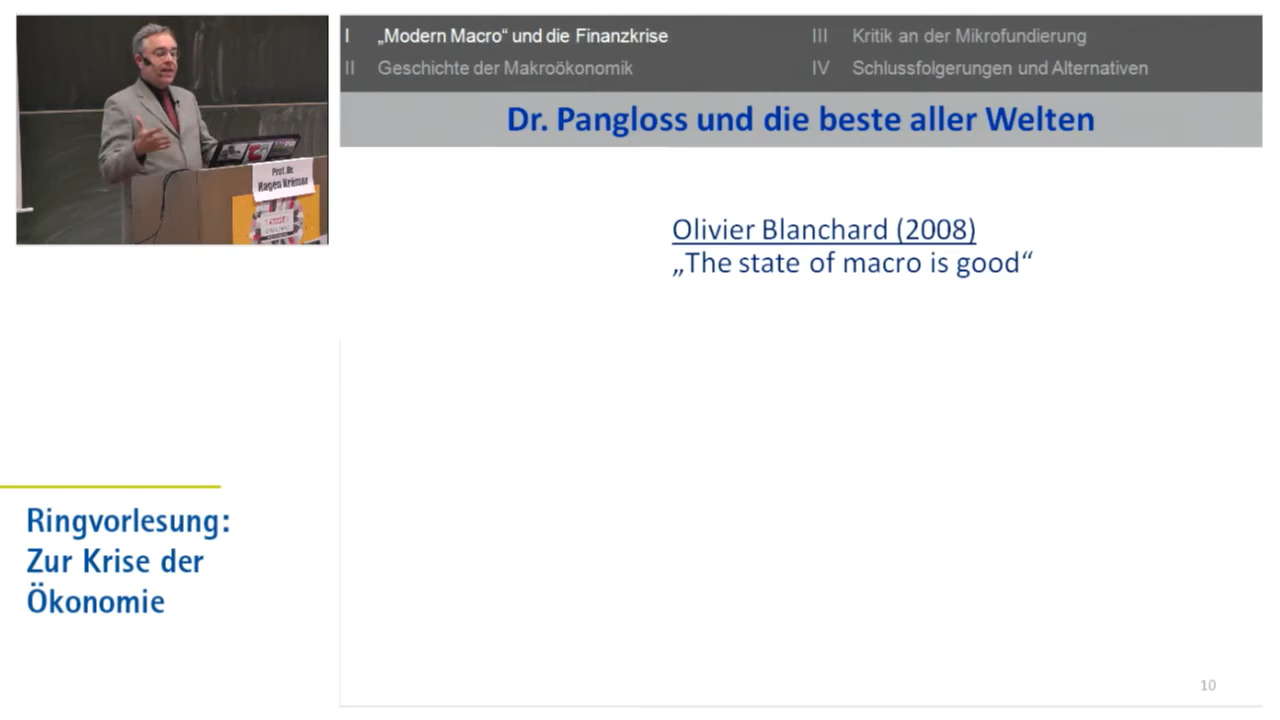 I „Modern Macro“ und die Finanzkrise
II Geschichte der Makroökonomik
III Kritik an der Mikrofundierung
IV Schlussfolgerungen und Alternativen
Dr. Pangloss und die beste aller Welten
Prof. Dr.
Hagen Krämer
Olivier Blanchard (2008)
„The state of macro is good“
Ringvorlesung:
Zur Krise der
Ökonomie
10